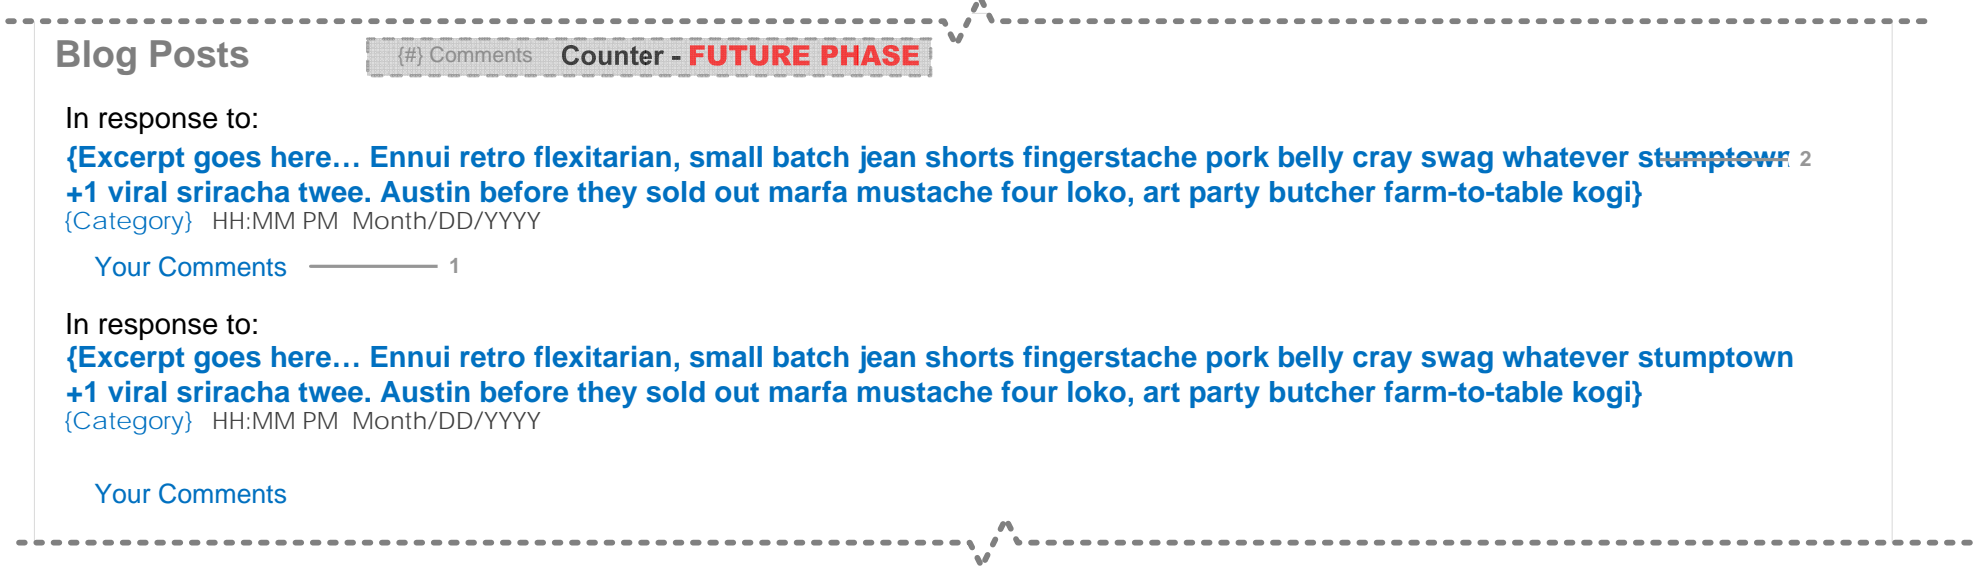 Blog Posts {#} Comments Counter - FUTURE PHASE
In response to:
{Excerpt goes here… Ennui retro flexitarian, small batch jean shorts fingerstache pork belly cray swag whatever stumptown 2
+1 viral sriracha twee. Austin before they sold out marfa mustache four loko, art party butcher farm-to-table kogi}
{Category} HH:MM PM Month/DD/YYYY
Your Comments 1
In response to:
{Excerpt goes here… Ennui retro flexitarian, small batch jean shorts fingerstache pork belly cray swag whatever stumptown
+1 viral sriracha twee. Austin before they sold out marfa mustache four loko, art party butcher farm-to-table kogi}
{Category} HH:MM PM Month/DD/YYYY
Your Comments